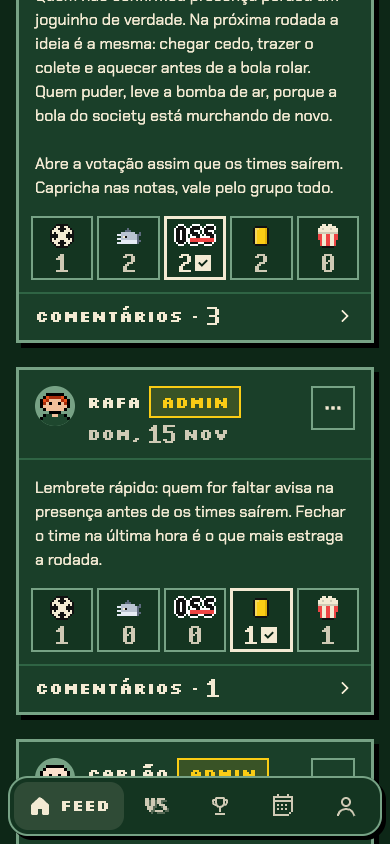 joguinho de verdade. Na próxima rodada a
ideia é a mesma: chegar cedo, trazer o
colete e aquecer antes de a bola rolar.
Quem puder, leve a bomba de ar, porque a
bola do society está murchando de novo.
Abre a votação assim que os times saírem.
Capricha nas notas, vale pelo grupo todo.
OSS
1 2 2 2 0
COMENTÁRIOS · 3
RAFA ADMIN
DOM, 15 NOV
Lembrete rápido: quem for faltar avisa na
presença antes de os times saírem. Fechar
o time na última hora é o que mais estraga
a rodada.
OSS
1 0 0 1 1
COMENTÁRIOS · 1
CARLÃO ADMIN
FEED VS